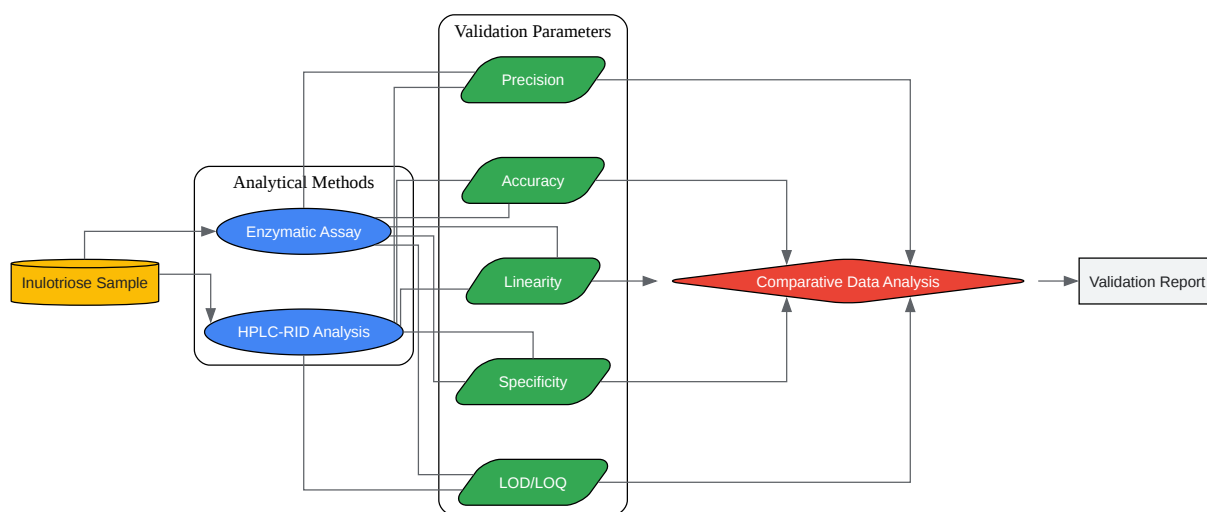 Validation Parameters
Precision
Analytical Methods
Accuracy
Enzymatic Assay
Inulotriose Sample
Linearity
Comparative Data Analysis
Validation Report
HPLC-RID Analysis
Specificity
LOD/LOQ